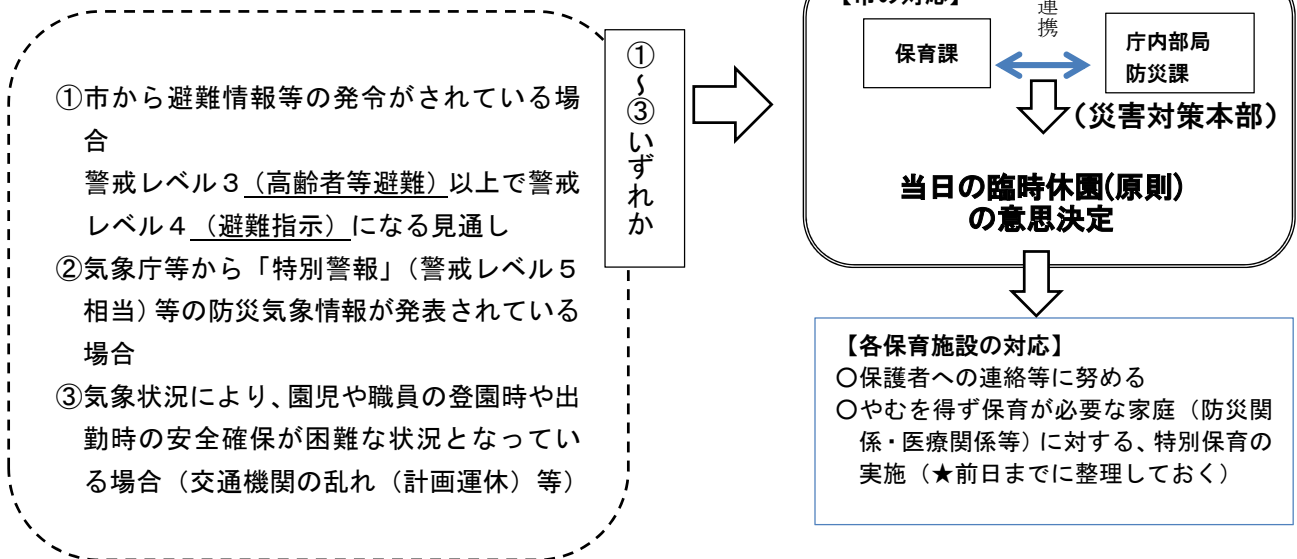 ①市から避難情報等の発令がされている場
合
警戒レベル３（高齢者等避難）以上で警戒
レベル４（避難指示）になる見通し
②気象庁等から「特別警報」（警戒レベル５
相当）等の防災気象情報が発表されている
場合
③気象状況により、園児や職員の登園時や出
勤時の安全確保が困難な状況となってい
る場合（交通機関の乱れ（計画運休）等）
①～③いずれか
【市の対応】
連携
保育課
庁内部局
防災課
（災害対策本部）
当日の臨時休園(原則)
の意思決定
【各保育施設の対応】
〇保護者への連絡等に努める
〇やむを得ず保育が必要な家庭（防災関
係・医療関係等）に対する、特別保育の
実施（★前日までに整理しておく）